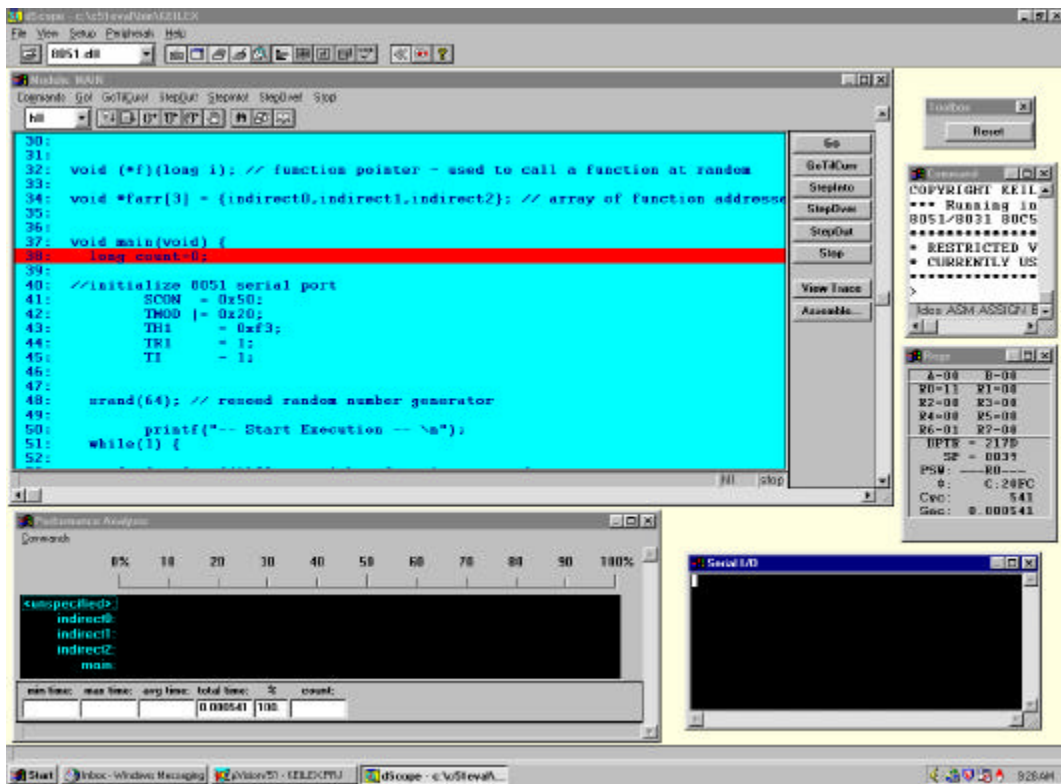 dScope - c:\c51eval\bin\KEILEX
File View Setup Peripherals Help
8051.dll
Module: MAIN
Commands Go! GoTilCurs! StepOut! StepInto! StepOver! Stop!
hll
30:
31:
32: void (*f)(long i); // function pointer - used to call a function at random
33:
34: void *farr[3] = {indirect0,indirect1,indirect2}; // array of function addresse
35:
36:
37: void main(void) {
38: long count=0;
39:
40: //initialize 8051 serial port
41: SCON = 0x50;
42: TMOD |= 0x20;
43: TH1 = 0xf3;
44: TR1 = 1;
45: TI = 1;
46:
47:
48: srand(64); // reseed random number generator
49:
50: printf("-- Start Execution -- \n");
51: while(1) {
52:
Hll stop
Go
GoTilCurs
StepInto
StepOver
StepOut
Stop
View Trace
Assemble...
Toolbox
Reset
Command
COPYRIGHT KEIL
*** Running in
8051/8031 80C5
**************
* RESTRICTED V
* CURRENTLY US
**************
>
ASM ASSIGN B
Regs
A=00 B=00
R0=11 R1=00
R2=00 R3=00
R4=00 R5=00
R6=01 R7=00
DPTR = 217D
SP = 0039
PSW: ---R0---
$: C:20FC
Cyc: 541
Sec: 0.000541
Performance Analysis
Commands
0% 10 20 30 40 50 60 70 80 90 100%
<unspecified>:
indirect0:
indirect1:
indirect2:
main:
min time: max time: avg time: total time: % count:
0.000541 100.
Serial I/O
Start
Inbox - Windows Messaging
µVision/51 - KEILEX.PRJ
dScope - c:\c51eval\...
9:28 AM